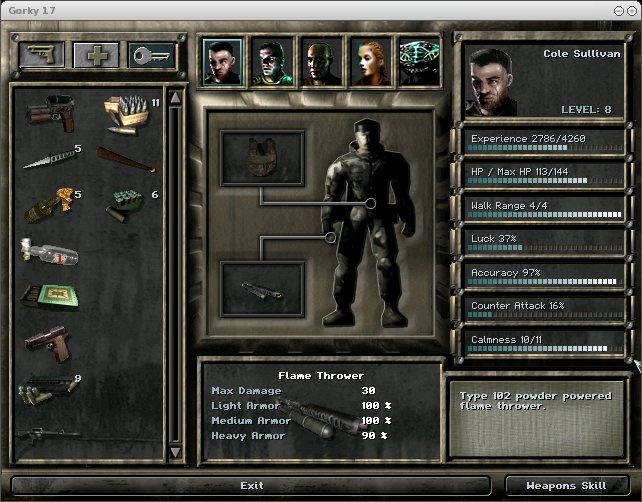 Gorky 17
11
5
5
6
9
Cole Sullivan
LEVEL: 8
Experience 2786/4260
HP / Max HP 113/144
Walk Range 4/4
Luck 37%
Accuracy 97%
Counter Attack 16%
Calmness 10/11
Flame Thrower
Max Damage 30
Light Armor 100 %
Medium Armor 100 %
Heavy Armor 90 %
Type 102 powder powered
flame thrower.
Exit
Weapons Skill